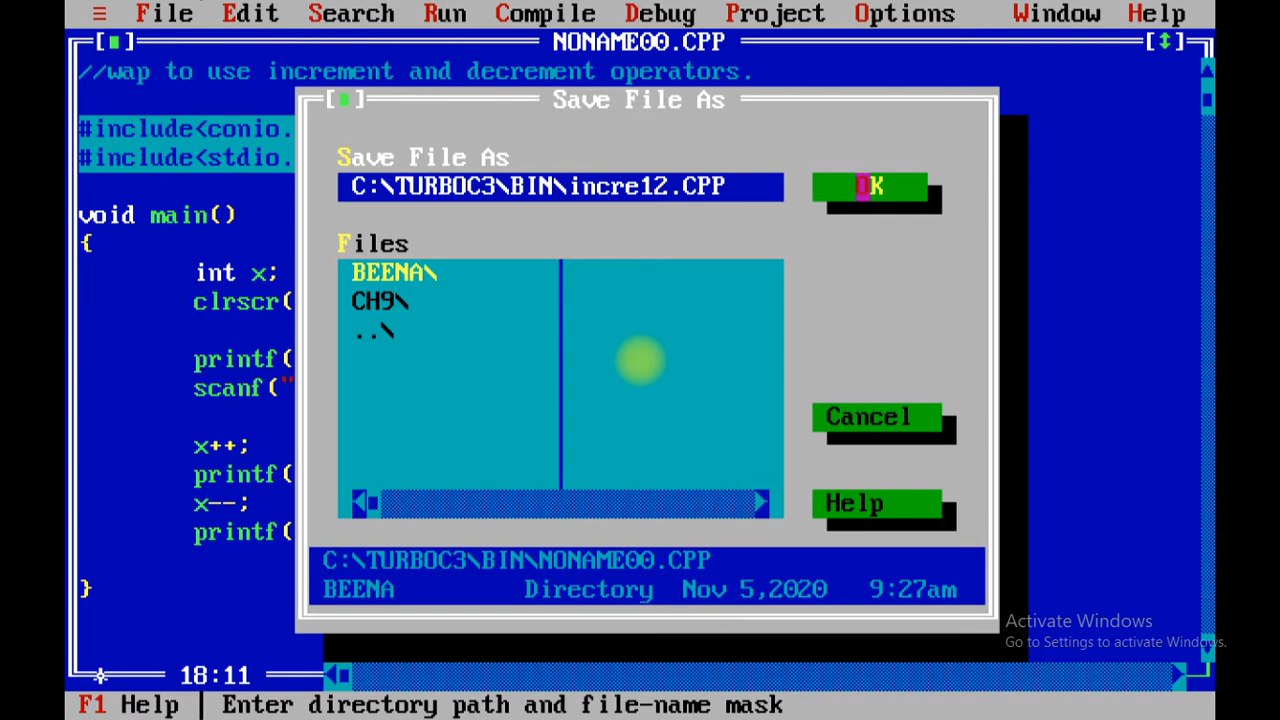 ≡ File Edit Search Run Compile Debug Project Options Window Help
[■] NONAME00.CPP [↕]
//wap to use increment and decrement operators.
[■] Save File As
#include<conio.
#include<stdio.
Save File As
C:\TURBOC3\BIN\incre12.CPP
OK
void main()
{
Files
int x;
BEENA\
clrscr(
CH9\
..\
printf(
scanf("
Cancel
x++;
printf(
x--;
Help
printf(
C:\TURBOC3\BIN\NONAME00.CPP
}
BEENA Directory Nov 5,2020 9:27am
Activate Windows
Go to Settings to activate Windows.
18:11
F1 Help │ Enter directory path and file-name mask